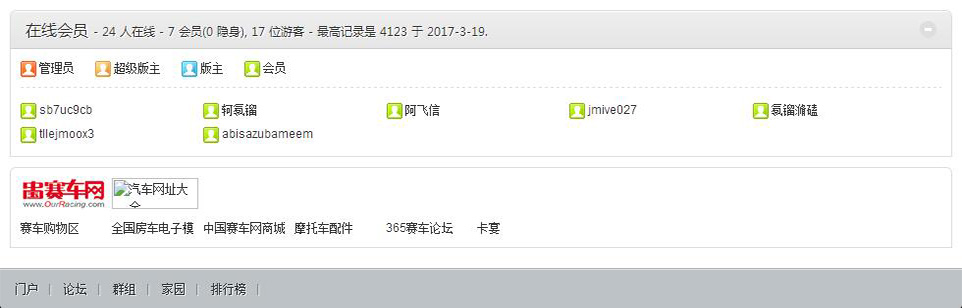 在线会员 - 24 人在线 - 7 会员(0 隐身), 17 位游客 - 最高记录是 4123 于 2017-3-19.
管理员 超级版主 版主 会员
sb7uc9cb 轲氡镏 阿飞信 jmive027 氡镏瀡磕
tllejmoox3 abisazubameem
赛车网 汽车网址大
www.OurRacing.com 全
赛车购物区 全国房车电子模 中国赛车网商城 摩托车配件 365赛车论坛 卡宴
门户 | 论坛 | 群组 | 家园 | 排行榜 |